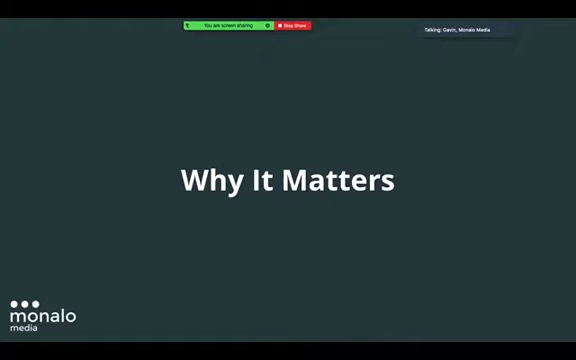 You are screen sharing
Stop Share
Talking: Gavin, Monalo Media
Why It Matters
monalo
media